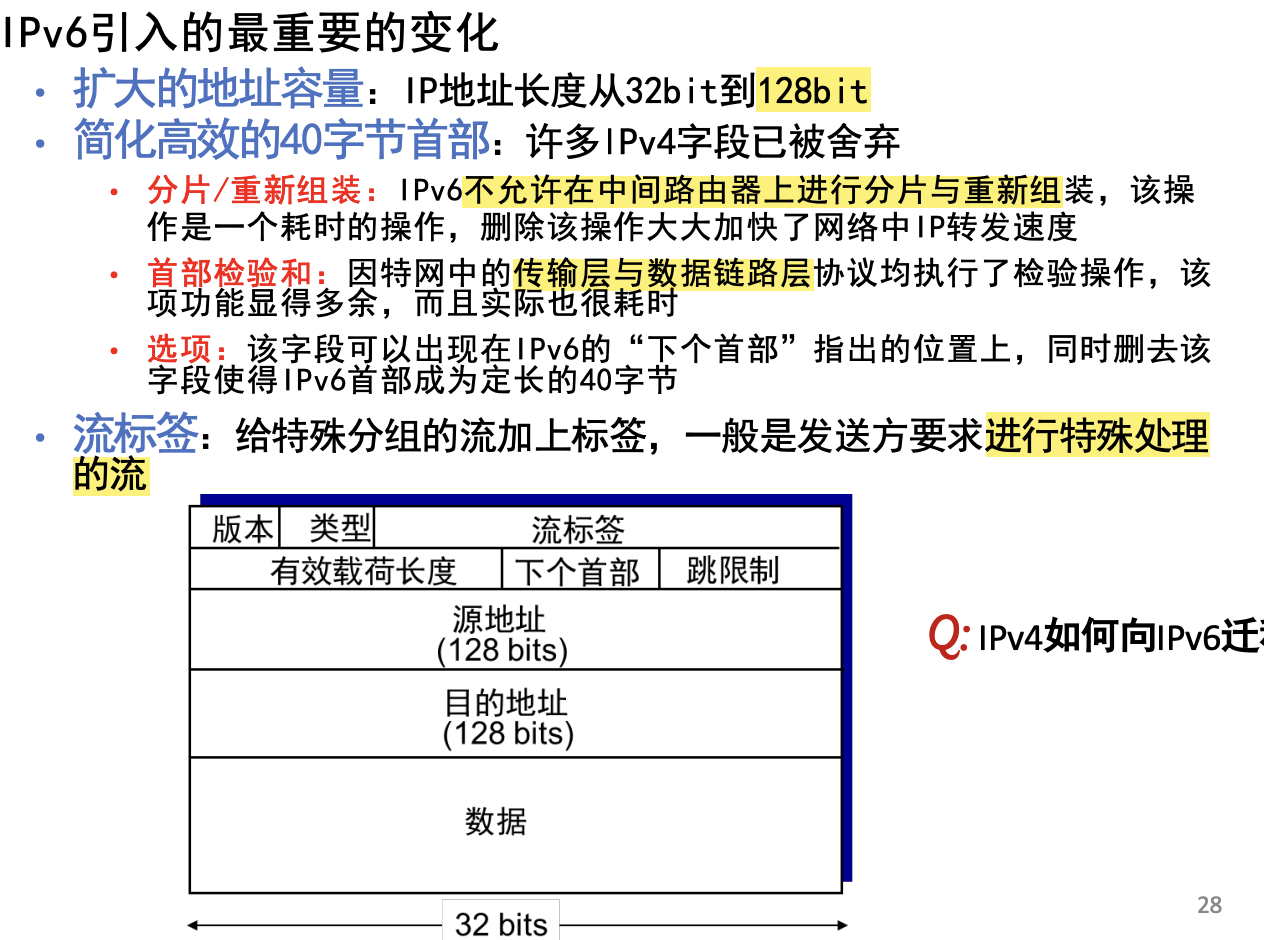 IPv6引入的最重要的变化
• 扩大的地址容量：IP地址长度从32bit到128bit
• 简化高效的40字节首部：许多IPv4字段已被舍弃
• 分片/重新组装：IPv6不允许在中间路由器上进行分片与重新组装，该操
作是一个耗时的操作，删除该操作大大加快了网络中IP转发速度
• 首部检验和：因特网中的传输层与数据链路层协议均执行了检验操作，该
项功能显得多余，而且实际也很耗时
• 选项：该字段可以出现在IPv6的“下个首部”指出的位置上，同时删去该
字段使得IPv6首部成为定长的40字节
• 流标签：给特殊分组的流加上标签，一般是发送方要求进行特殊处理
的流
版本 类型 流标签
有效载荷长度 下个首部 跳限制
源地址
(128 bits)
Q: IPv4如何向IPv6迁
目的地址
(128 bits)
数据
28
32 bits